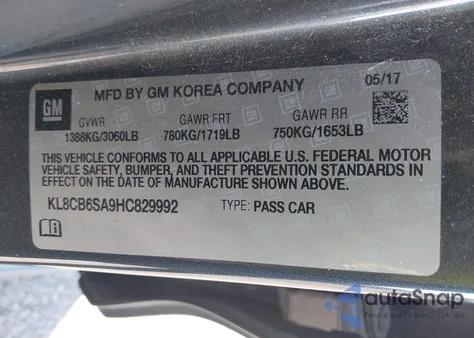 GM
MFD BY GM KOREA COMPANY 05/17
GVWR GAWR FRT GAWR RR
1388KG/3060LB 780KG/1719LB 750KG/1653LB
THIS VEHICLE CONFORMS TO ALL APPLICABLE U.S. FEDERAL MOTOR
VEHICLE SAFETY, BUMPER, AND THEFT PREVENTION STANDARDS IN
EFFECT ON THE DATE OF MANUFACTURE SHOWN ABOVE.
KL8CB6SA9HC829992 TYPE: PASS CAR
autoSnap